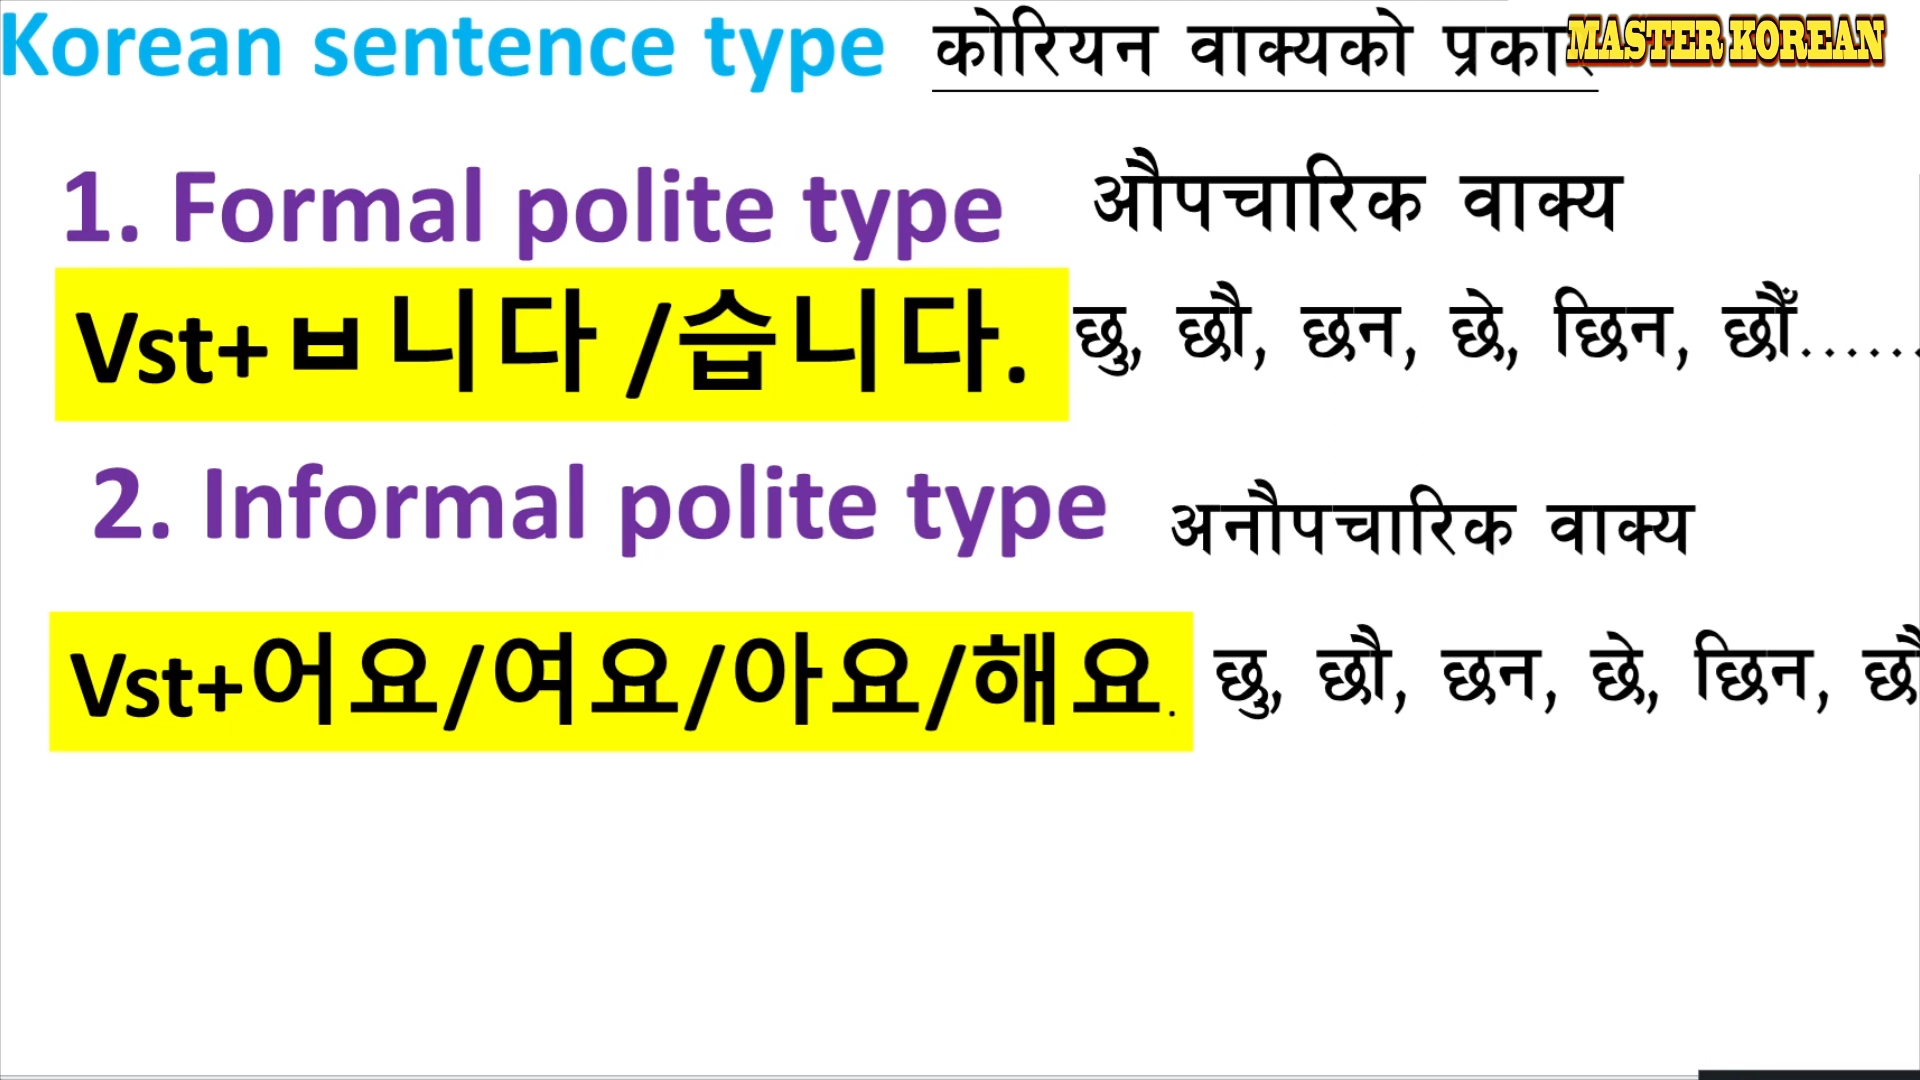 Korean sentence type कोरियन वाक्यको MASTER KOREAN
1. Formal polite type औपचारिक वाक्य
Vst+ㅂ니다 /습니다. छु, छौ, छन, छे, छिन, छौँ......
2. Informal polite type अनौपचारिक वाक्य
Vst+어요/여요/아요/해요. छु, छौ, छन, छे, छिन,